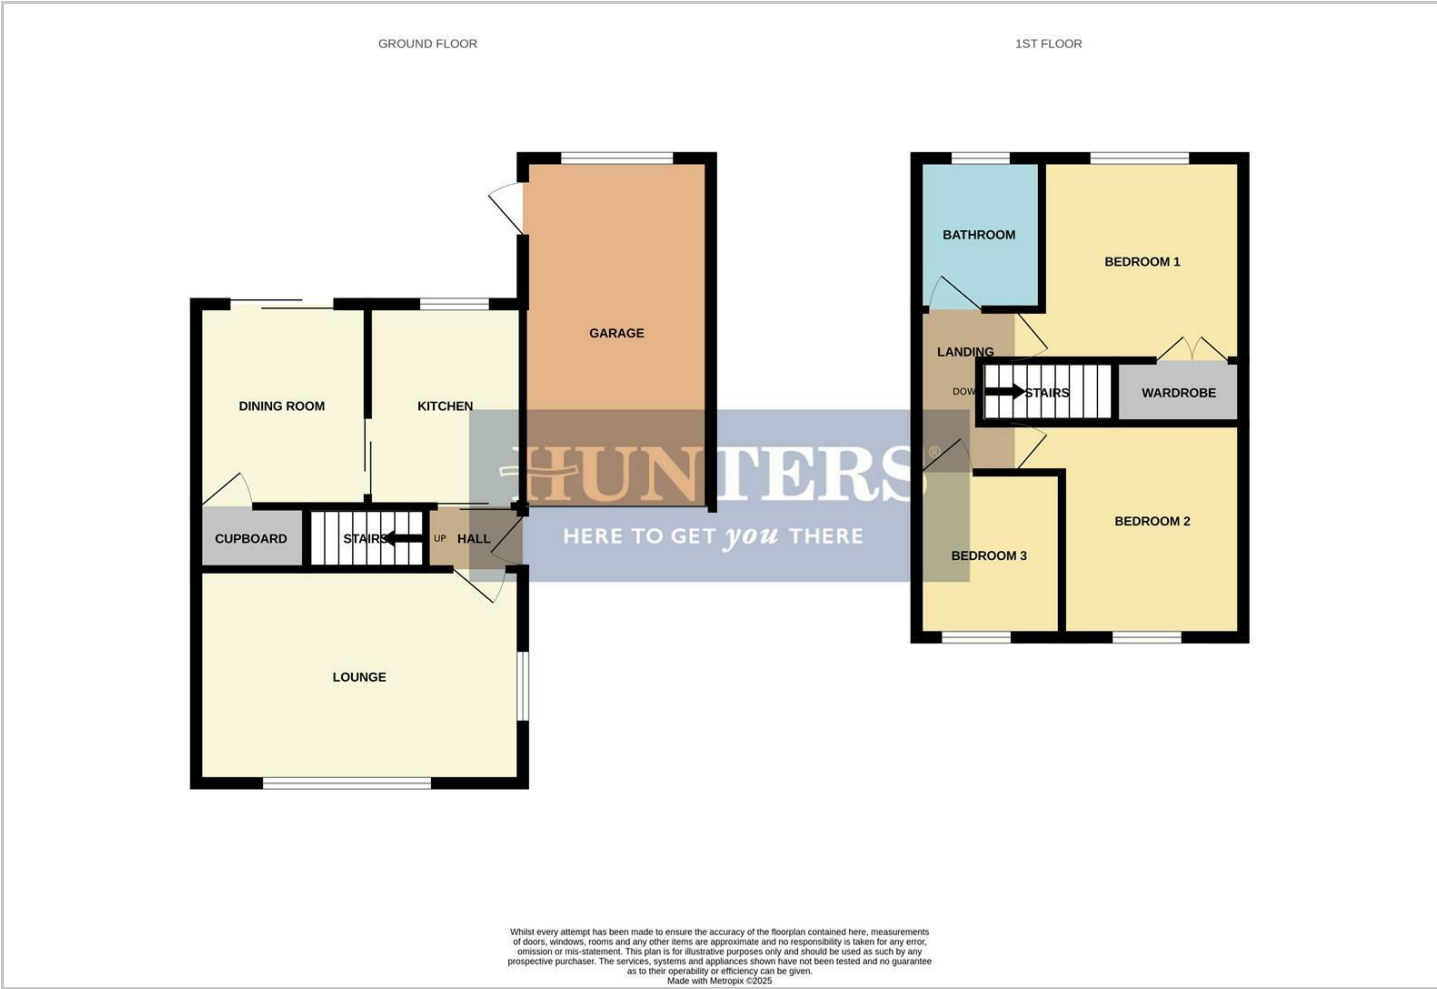 GROUND FLOOR
1ST FLOOR
BATHROOM
BEDROOM 1
GARAGE
LANDING
DINING ROOM
KITCHEN
DOW
STAIRS
WARDROBE
HUNTERS®
HERE TO GET you THERE
CUPBOARD
STAIRS
UP
HALL
BEDROOM 2
BEDROOM 3
LOUNGE
Whilst every attempt has been made to ensure the accuracy of the floorplan contained here, measurements
of doors, windows, rooms and any other items are approximate and no responsibility is taken for any error,
omission or mis-statement. This plan is for illustrative purposes only and should be used as such by any
prospective purchaser. The services, systems and appliances shown have not been tested and no guarantee
as to their operability or efficiency can be given.
Made with Metropix ©2025